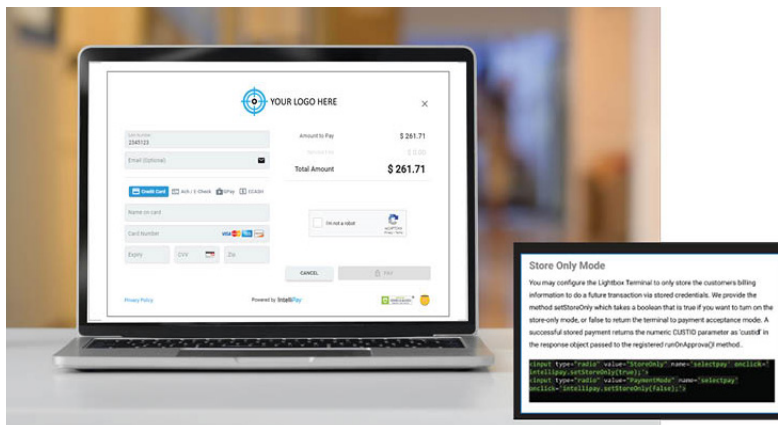 YOUR LOGO HERE
×
2345123
Email (Optional)
Amount to Pay $ 261.71
Total Amount $ 261.71
Credit Card ACH / E-Check GPay
Name on card
Card Number VISA
Expiry CVV Zip
I'm not a robot
CANCEL PAY
Privacy Policy
Powered by IntelliPay
Store Only Mode
You may configure the Lightbox Terminal to only store the customers billing
information to do a future transaction via stored credentials. We provide the
method setStoreOnly which takes a boolean that is true if you want to turn on the
store-only mode, or false to return the terminal to payment acceptance mode. A
successful stored payment returns the numeric CUSTID parameter as 'custid' in
the response object passed to the registered runOnApproval() method..
<input type="radio" value="StoreOnly" name="selectpay" onclick="
intellipay.setStoreOnly(true);">
<input type="radio" value="PaymentMode" name="selectpay"
onclick="intellipay.setStoreOnly(false);">